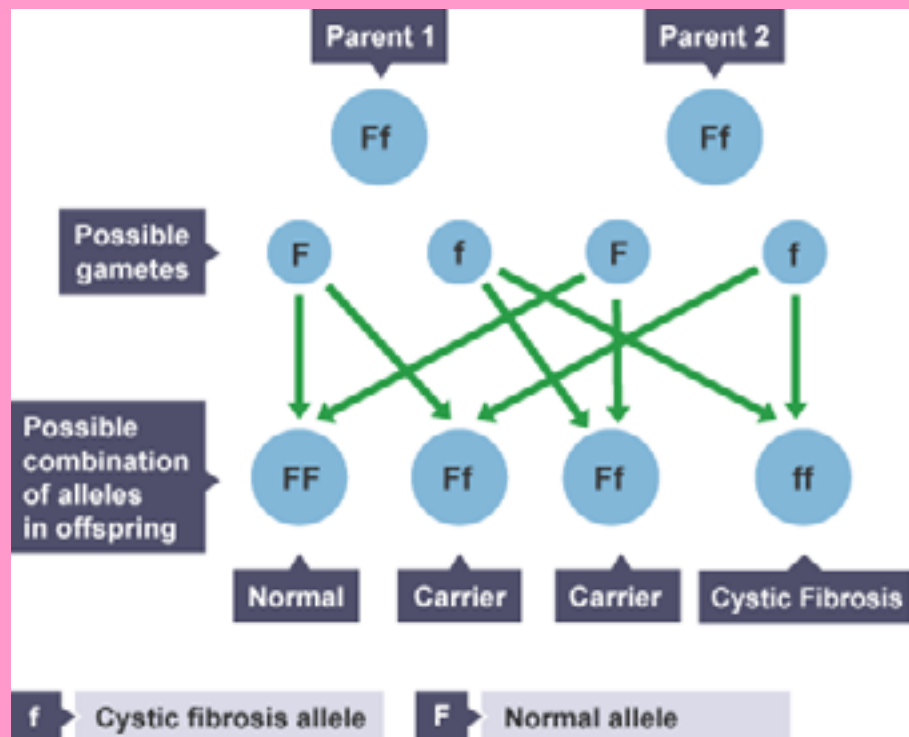 Parent 1
Parent 2
Ff
Ff
Possible
gametes
F
f
F
f
Possible
combination
of alleles
in offspring
FF
Ff
Ff
ff
Normal
Carrier
Carrier
Cystic Fibrosis
f
Cystic fibrosis allele
F
Normal allele